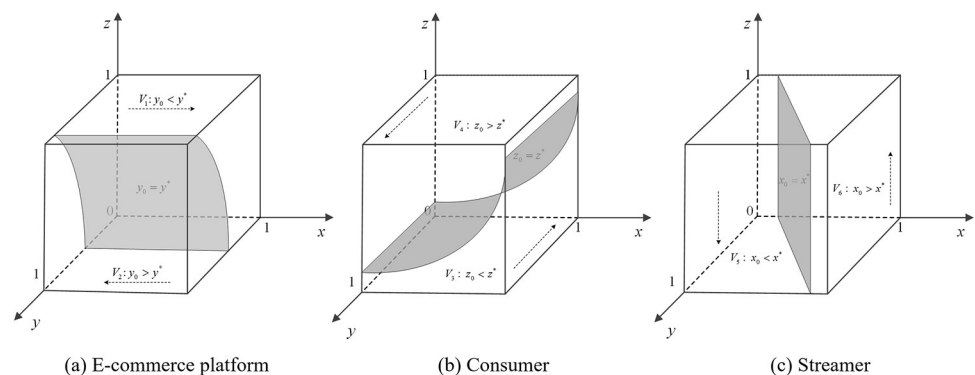 z
1
V₁: y₀ < y*
y₀ = y*
0
1
x
1
V₂: y₀ > y*
y
(a) E-commerce platform
z
1
V₄: z₀ > z*
z₀ = z*
0
1
x
1
V₃: z₀ < z*
y
(b) Consumer
z
1
x₀ = x*
V₆: x₀ > x*
0
1
x
V₅: x₀ < x*
1
y
(c) Streamer